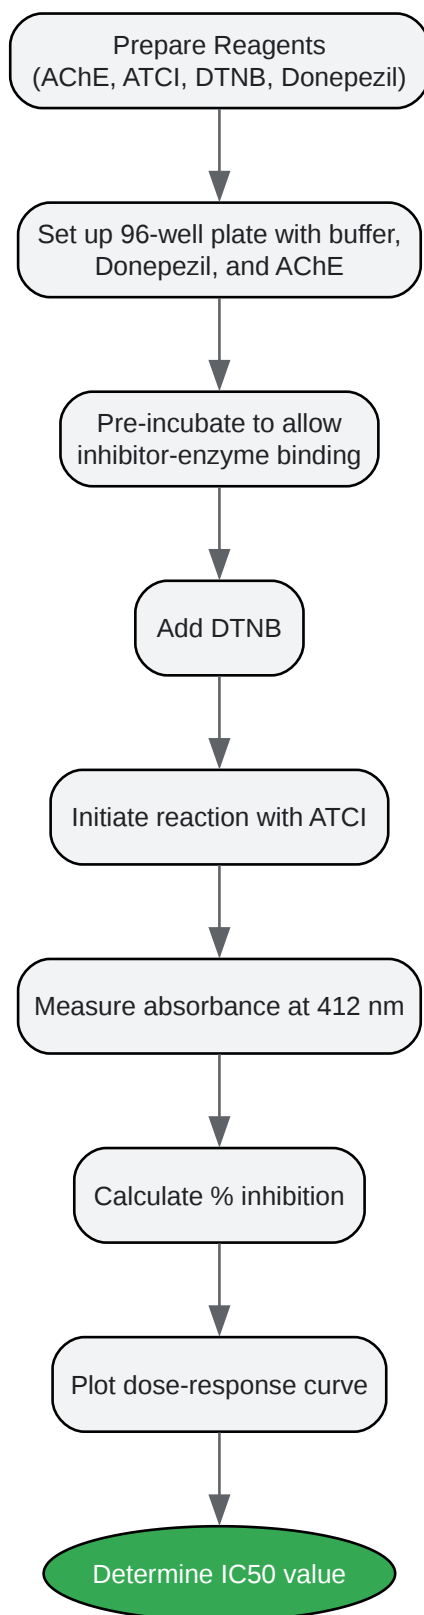 Prepare Reagents
(AChE, ATCI, DTNB, Donepezil)
Set up 96-well plate with buffer,
Donepezil, and AChE
Pre-incubate to allow
inhibitor-enzyme binding
Add DTNB
Initiate reaction with ATCI
Measure absorbance at 412 nm
Calculate % inhibition
Plot dose-response curve
Determine IC50 value